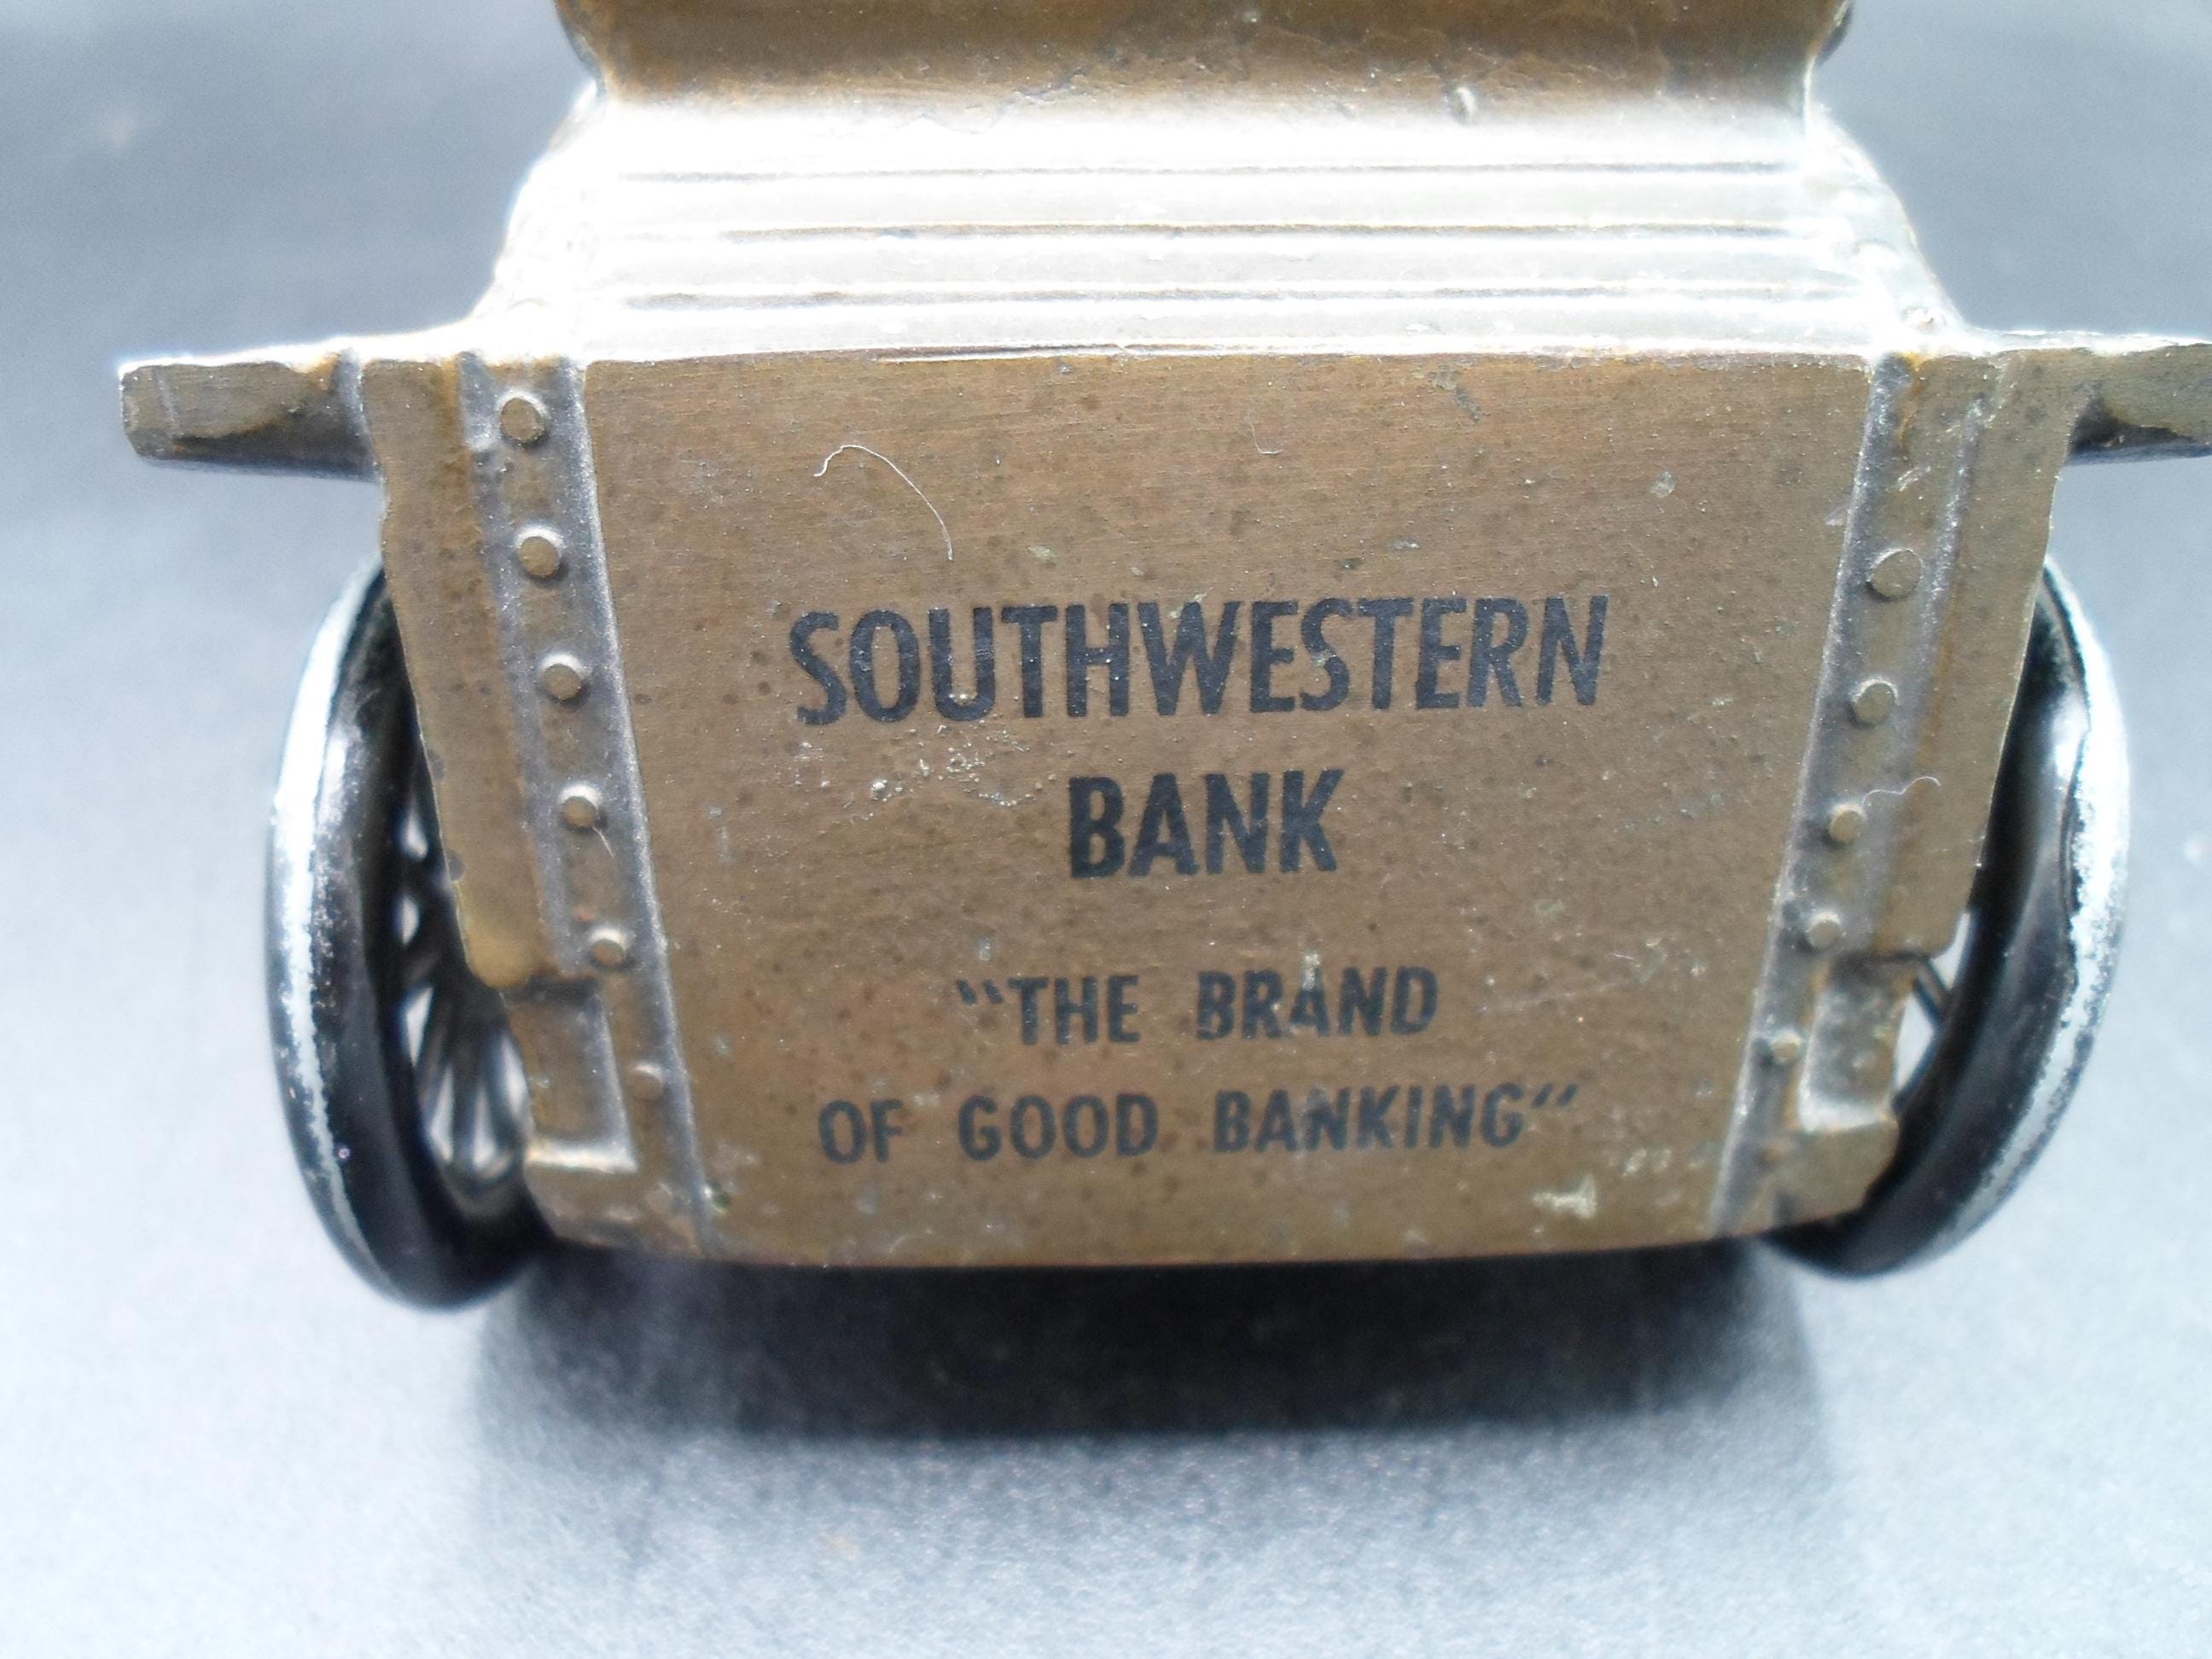 SOUTHWESTERN
BANK
"THE BRAND
OF GOOD BANKING"